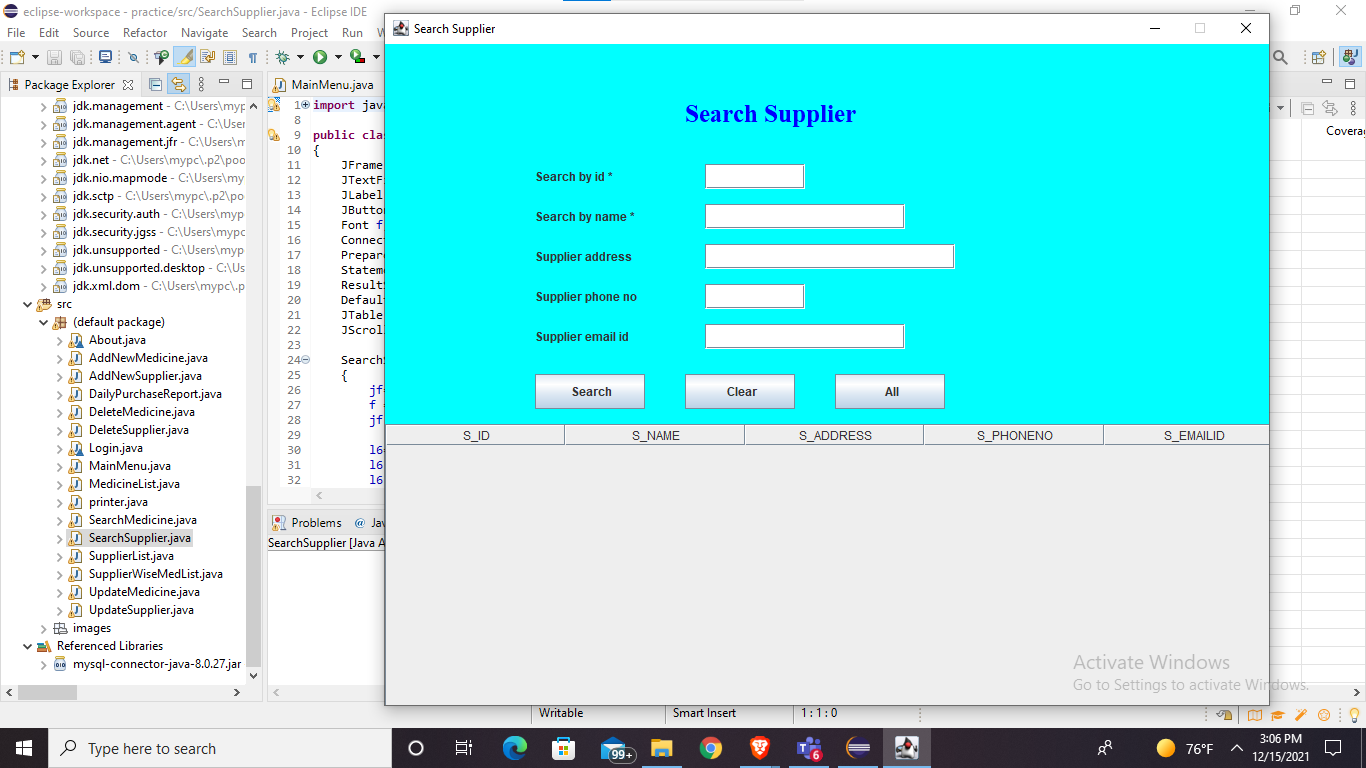 eclipse-workspace - practice/src/SearchSupplier.java - Eclipse IDE
File Edit Source Refactor Navigate Search Project Run
Package Explorer
jdk.management - C:\Users\myp
jdk.management.agent - C:\User
jdk.management.jfr - C:\Users\m
jdk.net - C:\Users\mypc\.p2\poo
jdk.nio.mapmode - C:\Users\myp
jdk.sctp - C:\Users\mypc\.p2\po
jdk.security.auth - C:\Users\myp
jdk.security.jgss - C:\Users\myp
jdk.unsupported - C:\Users\myp
jdk.unsupported.desktop - C:\Us
jdk.xml.dom - C:\Users\mypc\.p
src
(default package)
About.java
AddNewMedicine.java
AddNewSupplier.java
DailyPurchaseReport.java
DeleteMedicine.java
DeleteSupplier.java
Login.java
MainMenu.java
MedicineList.java
printer.java
SearchMedicine.java
SearchSupplier.java
SupplierList.java
SupplierWiseMedList.java
UpdateMedicine.java
UpdateSupplier.java
images
Referenced Libraries
mysql-connector-java-8.0.27.jar
MainMenu.java
1 import java
8
9 public clas
10 {
11 JFrame
12 JTextF
13 JLabel
14 JButto
15 Font f
16 Connec
17 Prepar
18 Stateme
19 Result
20 Defaul
21 JTable
22 JScrol
23
24 Search
25 {
26 jf=
27 f =
28 jf
29
30 l6=
31 l6
32 l6
Problems @ Jav
SearchSupplier [Java A
Search Supplier
Search Supplier
Search by id *
Search by name *
Supplier address
Supplier phone no
Supplier email id
Search Clear All
S_ID S_NAME S_ADDRESS S_PHONENO S_EMAILID
Coverag
Activate Windows
Go to Settings to activate Windows.
Writable Smart Insert 1 : 1 : 0
Type here to search
99+
6
76°F
3:06 PM
12/15/2021